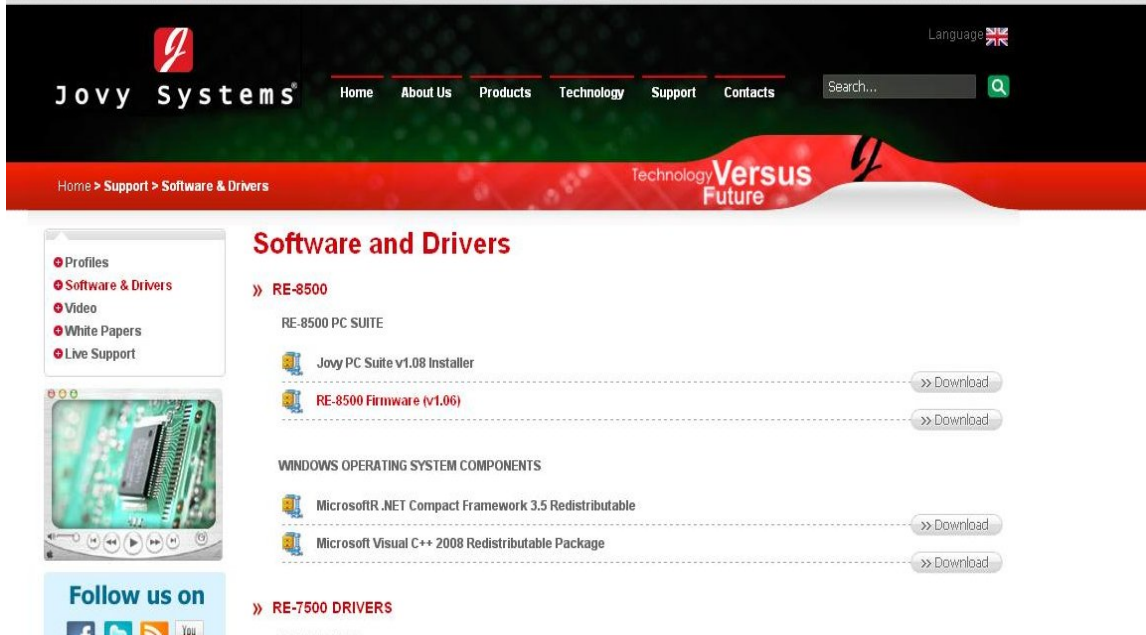 Language
Jovy Systems®
Home About Us Products Technology Support Contacts
Search...
Technology Versus
Future
Home > Support > Software & Drivers
Profiles
Software & Drivers
Video
White Papers
Live Support
Follow us on
You
Software and Drivers
RE-8500
RE-8500 PC SUITE
Jovy PC Suite v1.08 Installer
Download
RE-8500 Firmware (v1.06)
Download
WINDOWS OPERATING SYSTEM COMPONENTS
MicrosoftR .NET Compact Framework 3.5 Redistributable
Download
Microsoft Visual C++ 2008 Redistributable Package
Download
RE-7500 DRIVERS